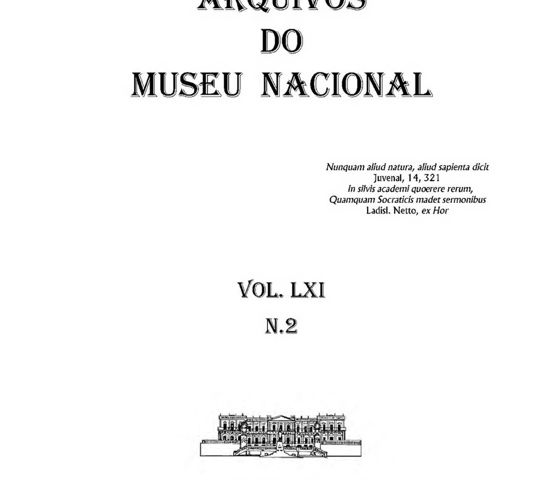 ARQUIVOS
DO
MUSEU NACIONAL
Nunquam aliud natura, aliud sapienta dicit
Juvenal, 14, 321
In silvis academi quoerere rerum,
Quamquam Socraticis madet sermonibus
Ladisl. Netto, ex Hor
VOL. LXI
N.2